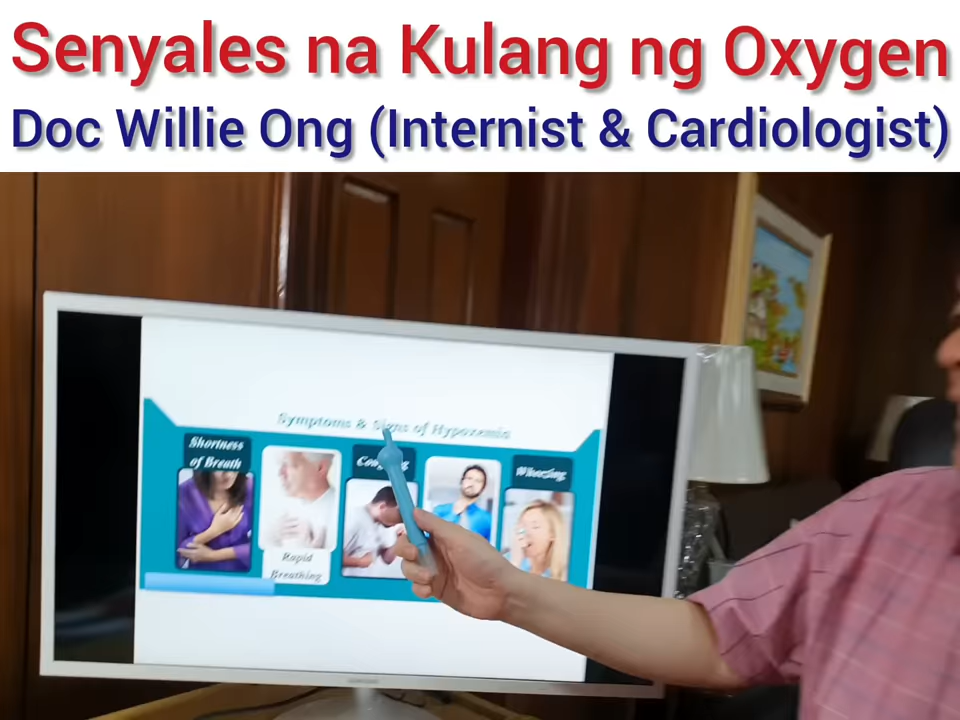 Senyales na Kulang ng Oxygen
Doc Willie Ong (Internist & Cardiologist)
Symptoms & Signs of Hypoxemia
Shortness
of Breath
Rapid
Breathing
Wheezing